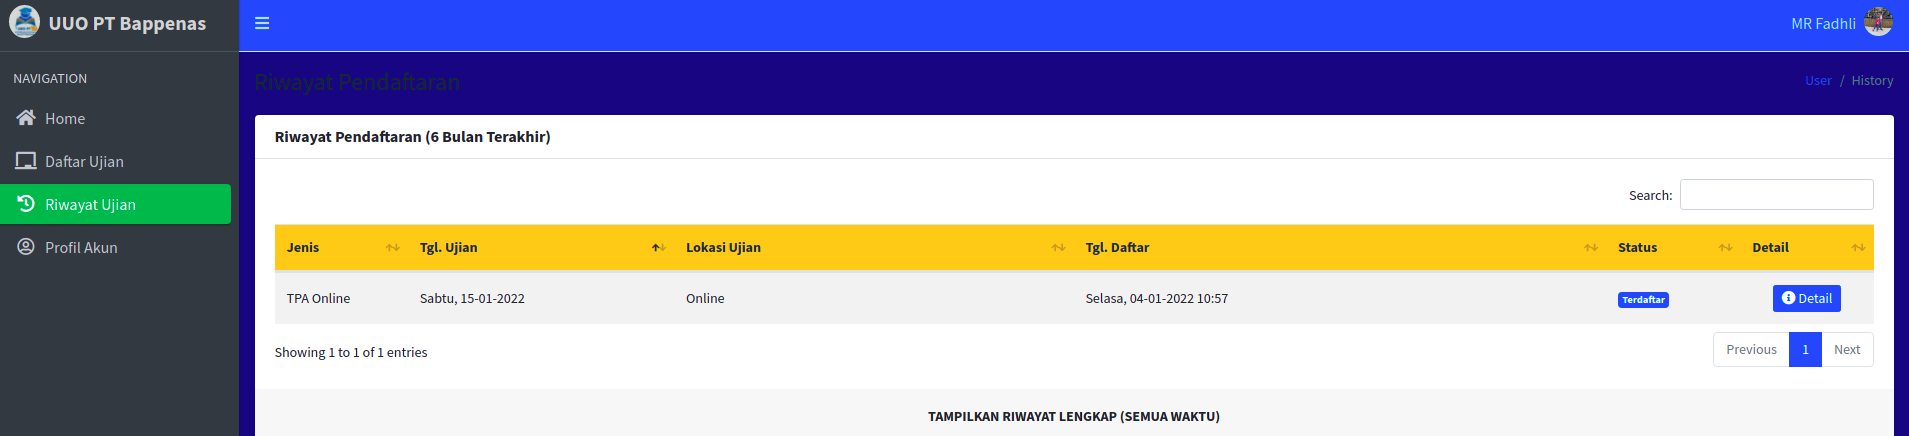 UUO PT Bappenas
MR Fadhli
NAVIGATION
Home
Daftar Ujian
Riwayat Ujian
Profil Akun
Riwayat Pendaftaran
User / History
Riwayat Pendaftaran (6 Bulan Terakhir)
Search:
Jenis Tgl. Ujian Lokasi Ujian Tgl. Daftar Status Detail
TPA Online Sabtu, 15-01-2022 Online Selasa, 04-01-2022 10:57 Terdaftar Detail
Showing 1 to 1 of 1 entries
Previous 1 Next
TAMPILKAN RIWAYAT LENGKAP (SEMUA WAKTU)